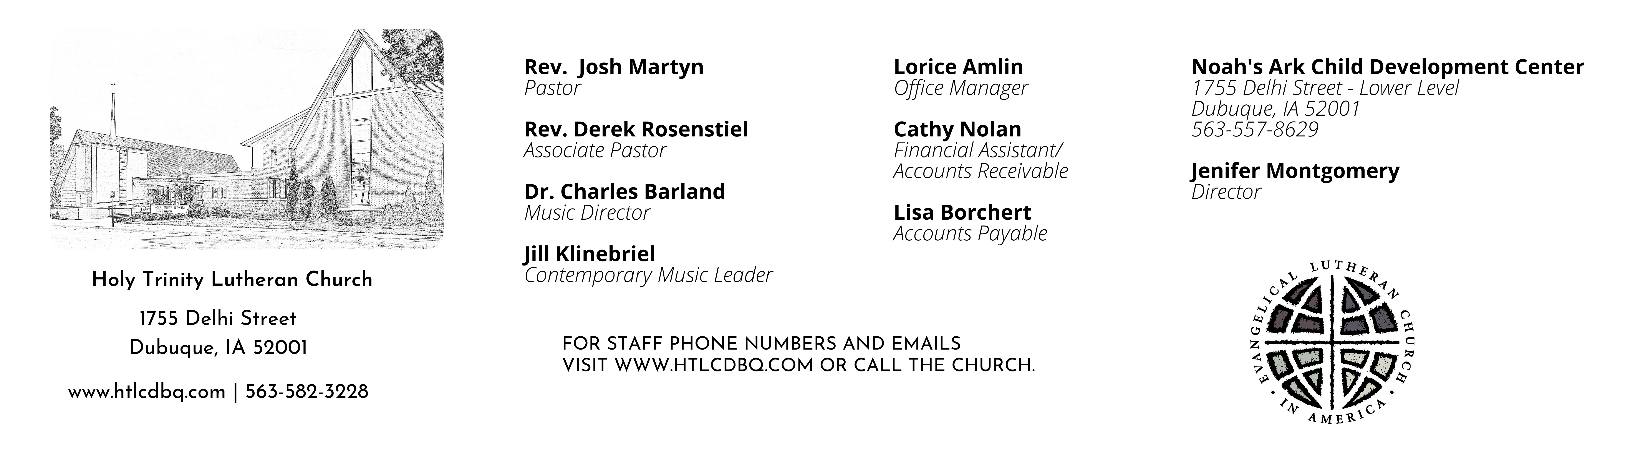 Holy Trinity Lutheran Church
1755 Delhi Street
Dubuque, IA 52001
www.htlcdbq.com | 563-582-3228
Rev. Josh Martyn
Pastor
Rev. Derek Rosenstiel
Associate Pastor
Dr. Charles Barland
Music Director
Jill Klinebriel
Contemporary Music Leader
Lorice Amlin
Office Manager
Cathy Nolan
Financial Assistant/
Accounts Receivable
Lisa Borchert
Accounts Payable
FOR STAFF PHONE NUMBERS AND EMAILS
VISIT WWW.HTLCDBQ.COM OR CALL THE CHURCH.
Noah's Ark Child Development Center
1755 Delhi Street - Lower Level
Dubuque, IA 52001
563-557-8629
Jenifer Montgomery
Director
EVANGELICAL LUTHERAN CHURCH
• IN AMERICA •